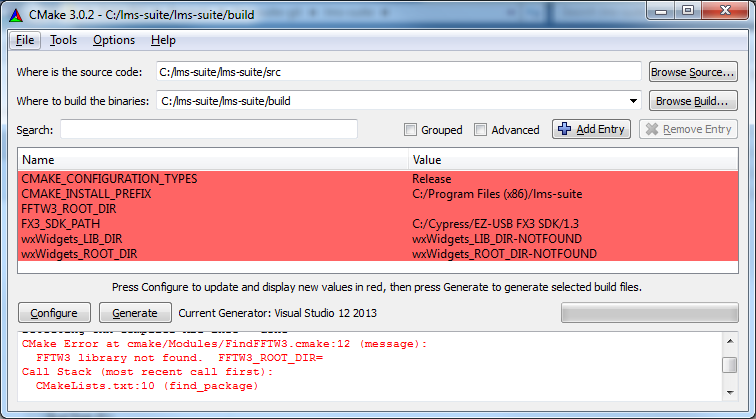 CMake 3.0.2 - C:/lms-suite/lms-suite/build
File Tools Options Help
Where is the source code: C:/lms-suite/lms-suite/src Browse Source...
Where to build the binaries: C:/lms-suite/lms-suite/build Browse Build...
Search: Grouped Advanced Add Entry Remove Entry
Name Value
CMAKE_CONFIGURATION_TYPES Release
CMAKE_INSTALL_PREFIX C:/Program Files (x86)/lms-suite
FFTW3_ROOT_DIR
FX3_SDK_PATH C:/Cypress/EZ-USB FX3 SDK/1.3
wxWidgets_LIB_DIR wxWidgets_LIB_DIR-NOTFOUND
wxWidgets_ROOT_DIR wxWidgets_ROOT_DIR-NOTFOUND
Press Configure to update and display new values in red, then press Generate to generate selected build files.
Configure Generate Current Generator: Visual Studio 12 2013
CMake Error at cmake/Modules/FindFFTW3.cmake:12 (message):
FFTW3 library not found. FFTW3_ROOT_DIR=
Call Stack (most recent call first):
CMakeLists.txt:10 (find_package)